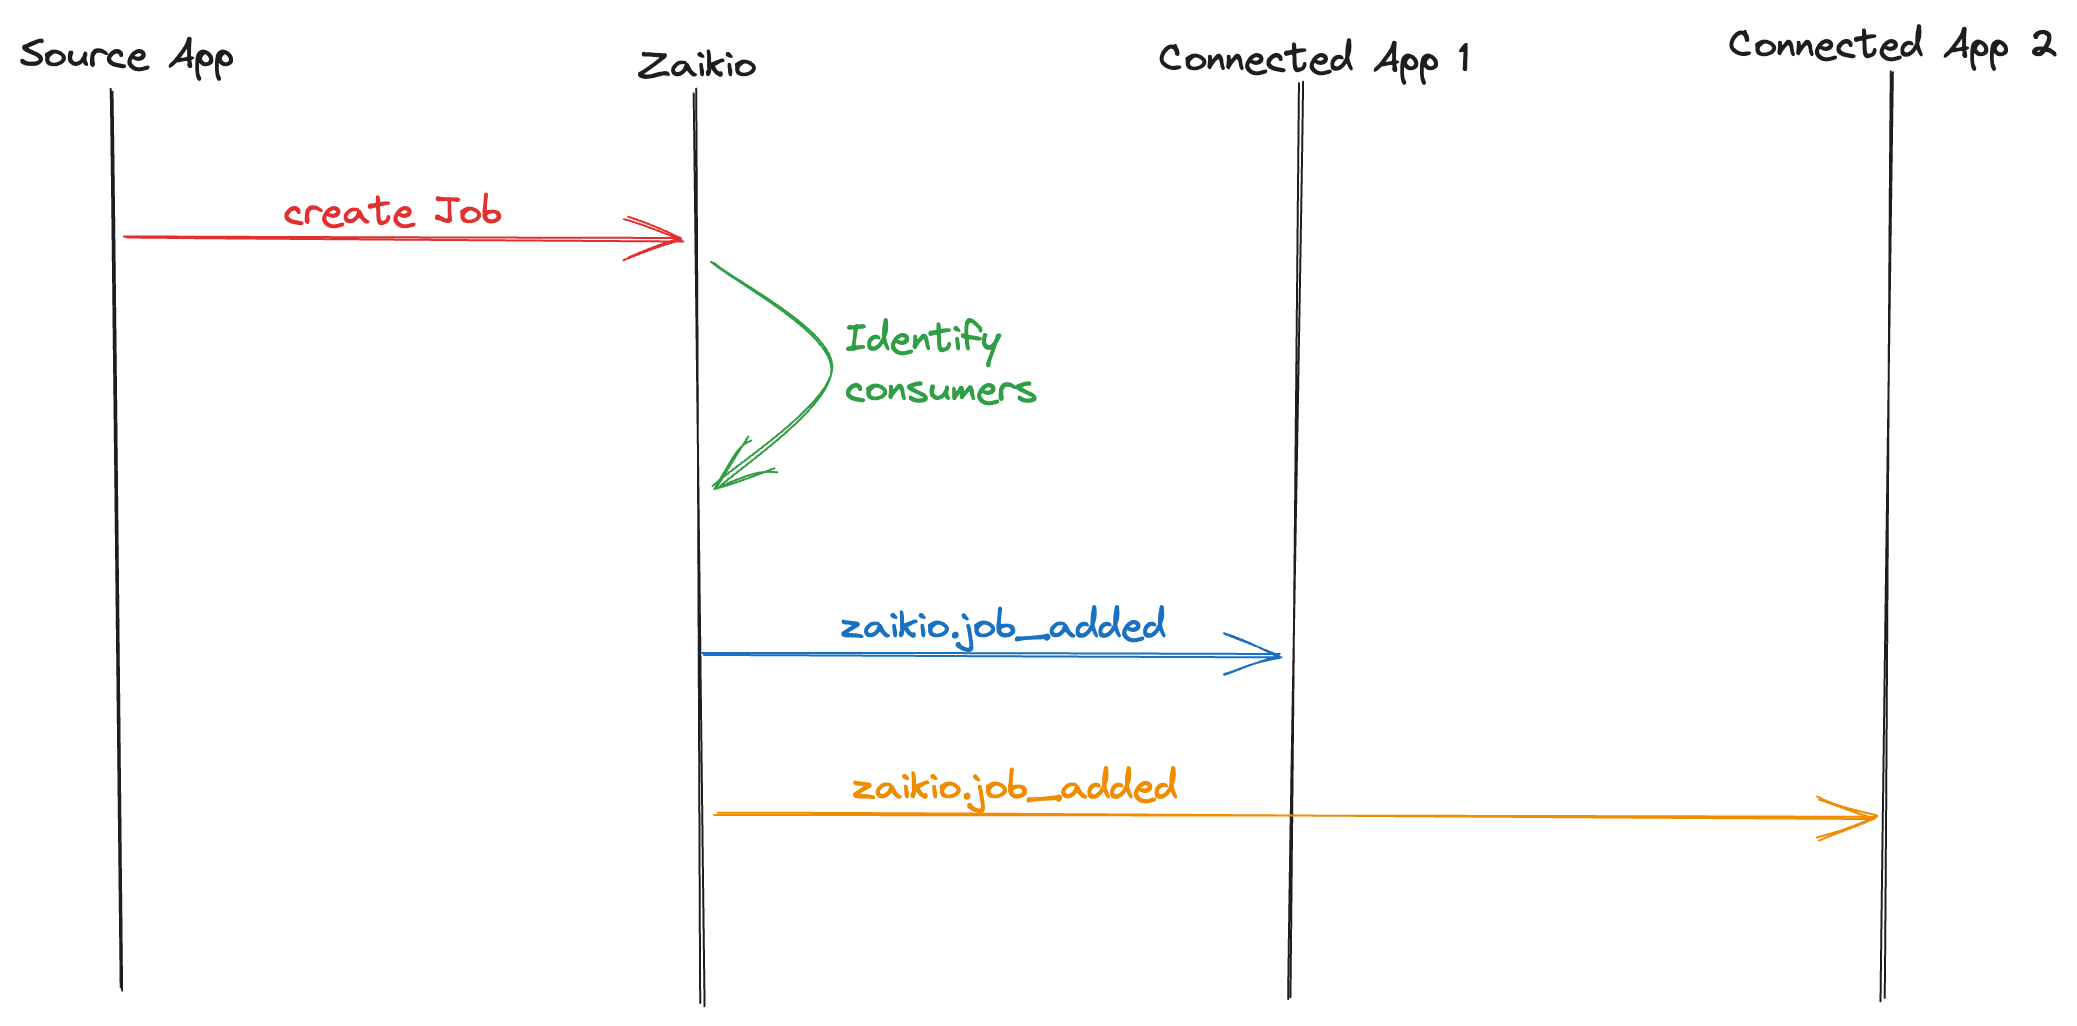 Source App
Zaikio
Connected App 1
Connected App 2
create Job
Identify
consumers
zaikio.job_added
zaikio.job_added